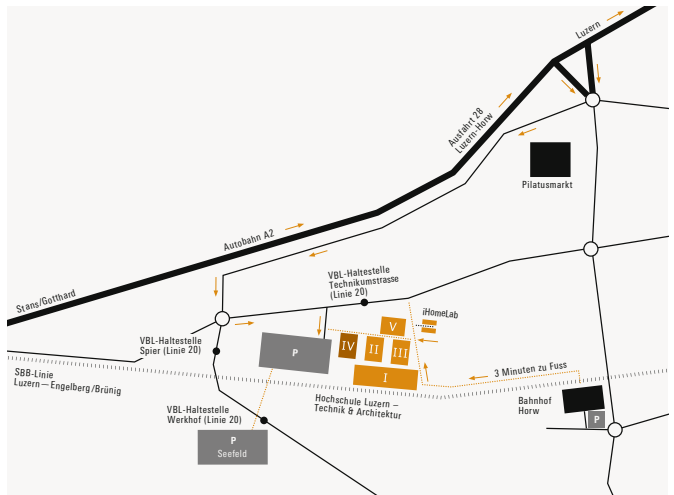 Luzern
Ausfahrt 28
Luzern-Horw
Pilatusmarkt
Autobahn A2
Stans/Gotthard
VBL-Haltestelle
Technikumstrasse
(Linie 20)
iHomeLab
V
VBL-Haltestelle
Spier (Linie 20)
P
IV
II
III
I
SBB-Linie
Luzern—Engelberg/Brünig
3 Minuten zu Fuss
Hochschule Luzern –
Technik & Architektur
Bahnhof
Horw
P
VBL-Haltestelle
Werkhof (Linie 20)
P
Seefeld